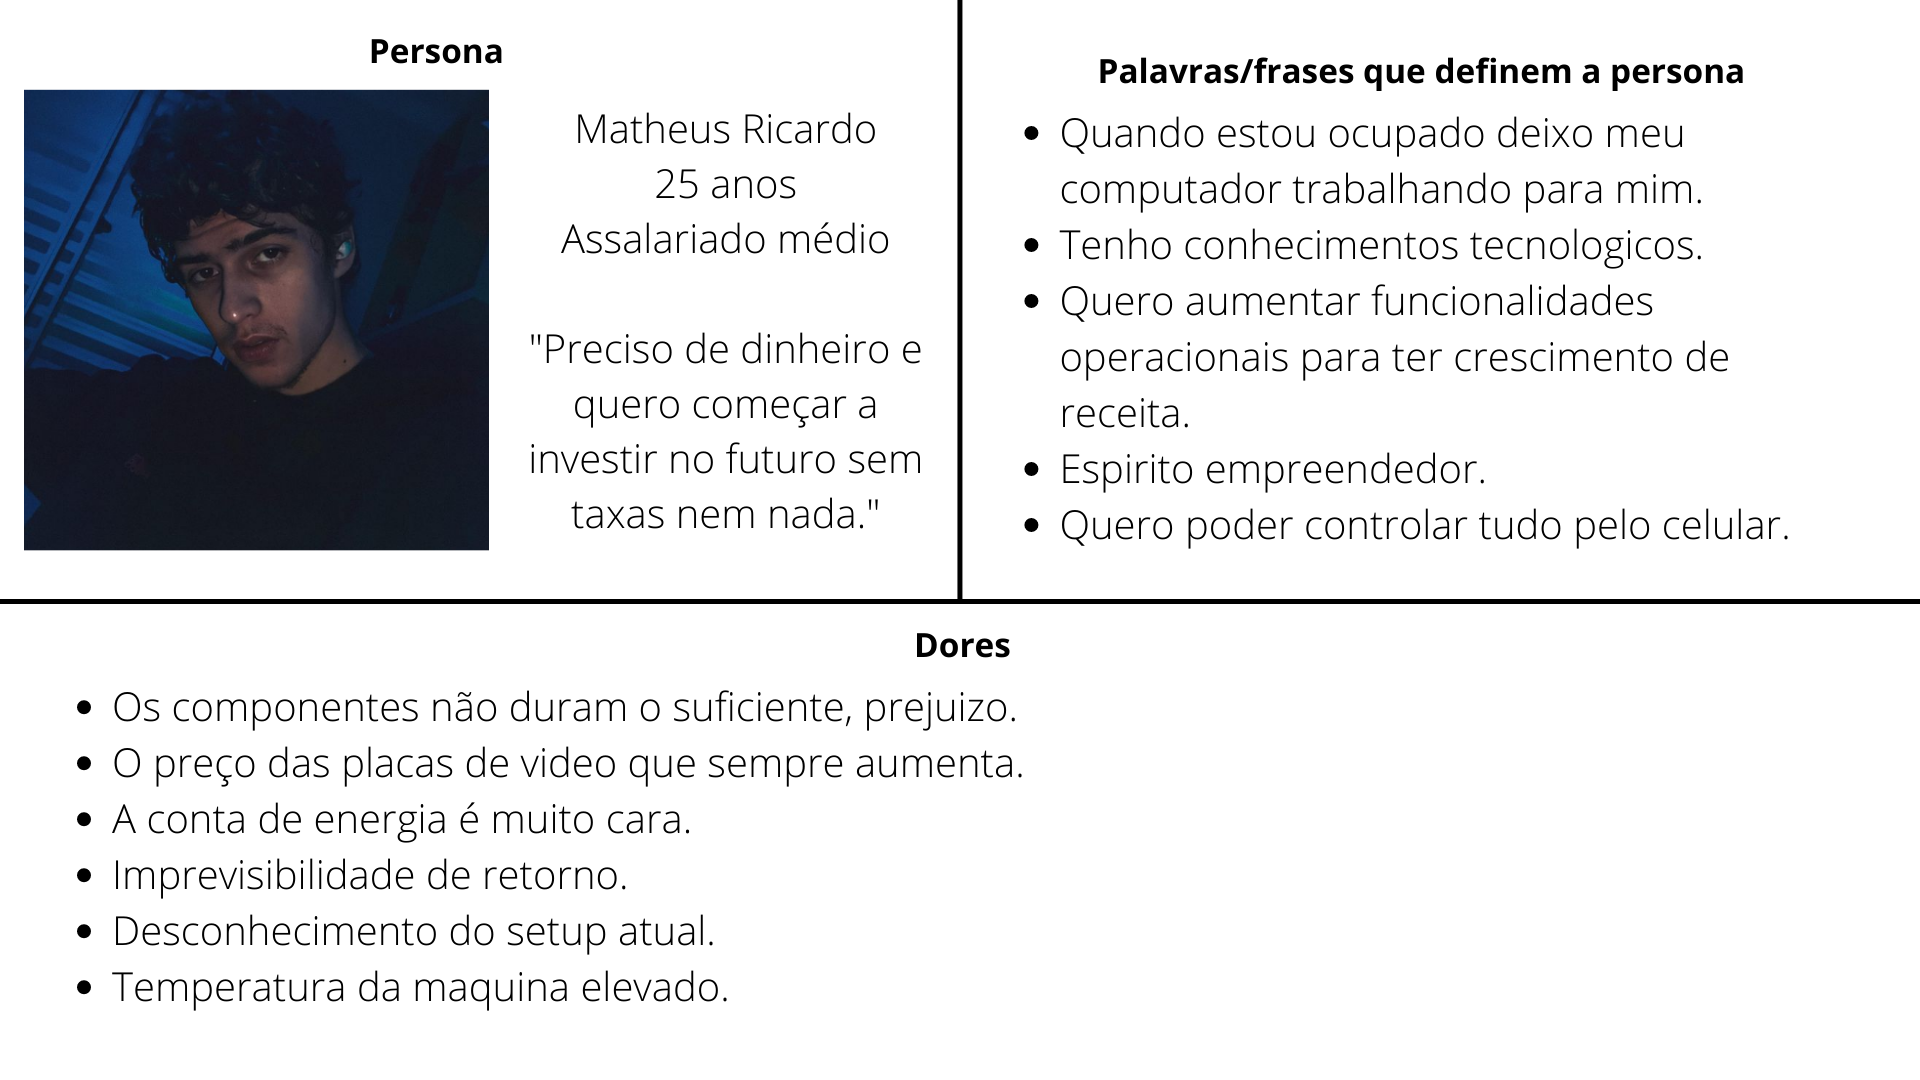 Persona
Matheus Ricardo
25 anos
Assalariado médio
"Preciso de dinheiro e
quero começar a
investir no futuro sem
taxas nem nada."
Palavras/frases que definem a persona
• Quando estou ocupado deixo meu
computador trabalhando para mim.
• Tenho conhecimentos tecnologicos.
• Quero aumentar funcionalidades
operacionais para ter crescimento de
receita.
• Espirito empreendedor.
• Quero poder controlar tudo pelo celular.
Dores
• Os componentes não duram o suficiente, prejuizo.
• O preço das placas de video que sempre aumenta.
• A conta de energia é muito cara.
• Imprevisibilidade de retorno.
• Desconhecimento do setup atual.
• Temperatura da maquina elevado.